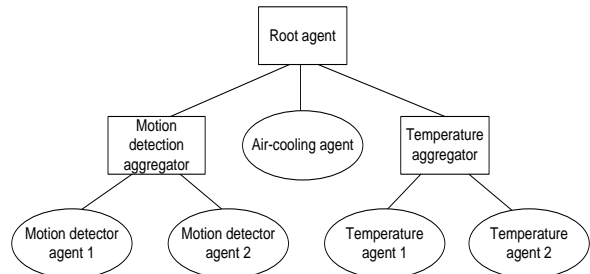 Root agent
Motion
detection
aggregator
Air-cooling agent
Temperature
aggregator
Motion detector
agent 1
Motion detector
agent 2
Temperature
agent 1
Temperature
agent 2